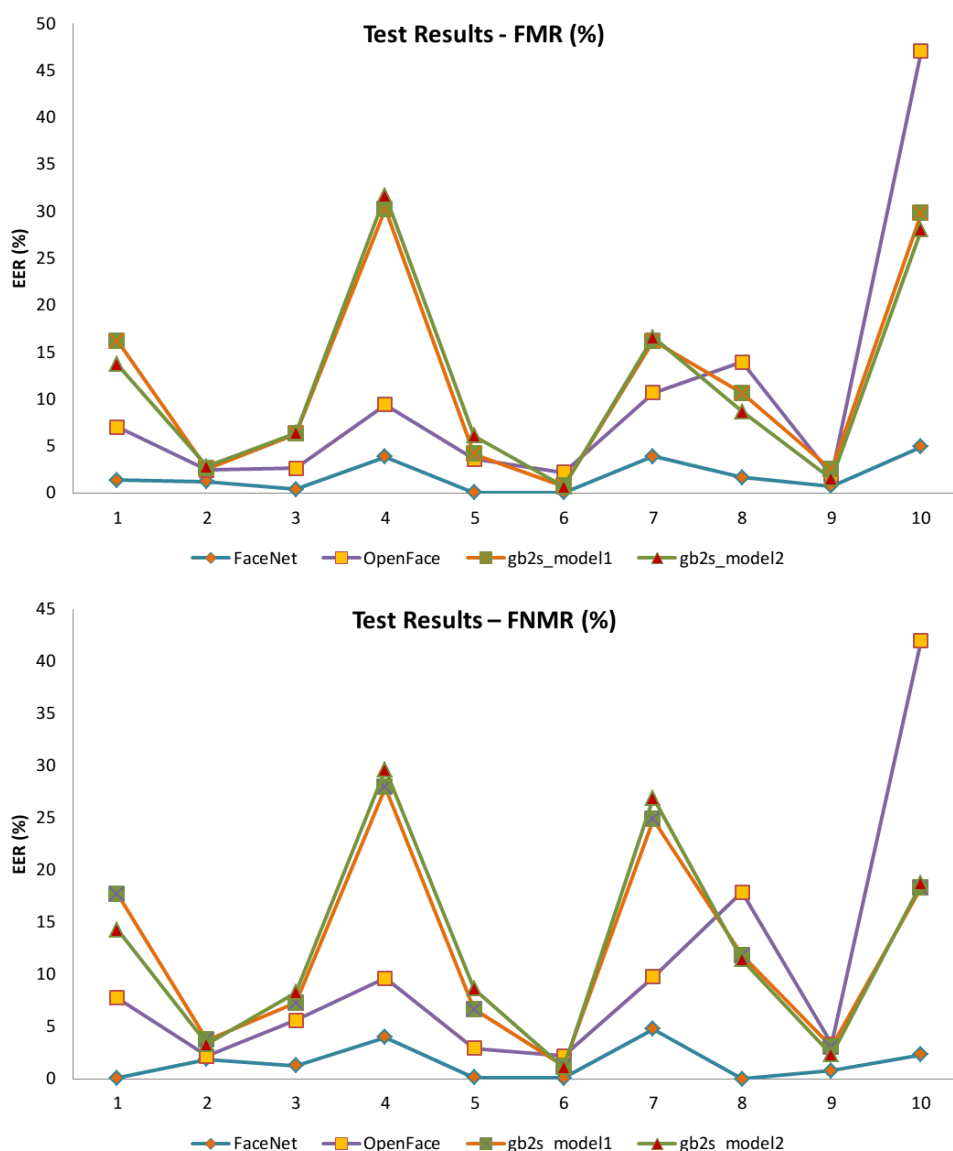 Test Results - FMR (%)
50
45
40
35
30
25
20
15
10
5
0
EER (%)
1 2 3 4 5 6 7 8 9 10
FaceNet OpenFace gb2s_model1 gb2s_model2
Test Results – FNMR (%)
45
40
35
30
25
20
15
10
5
0
EER (%)
1 2 3 4 5 6 7 8 9 10
FaceNet OpenFace gb2s_model1 gb2s_model2